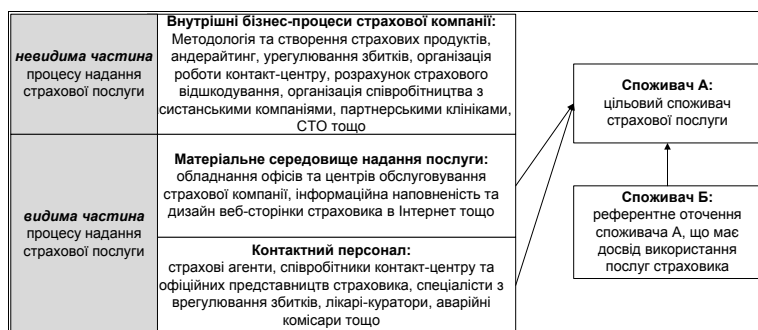 невидима частина
процесу надання
страхової послуги
Внутрішні бізнес-процеси страхової компанії:
Методологія та створення страхових продуктів,
андерайтинг, урегулювання збитків, організація
роботи контакт-центру, розрахунок страхового
відшкодування, організація співробітництва з
систанськими компаніями, партнерськими клініками,
СТО тощо
видима частина
процесу надання
страхової послуги
Матеріальне середовище надання послуги:
обладнання офісів та центрів обслуговування
страхової компанії, інформаційна наповненість та
дизайн веб-сторінки страховика в Інтернет тощо
Контактний персонал:
страхові агенти, співробітники контакт-центру та
офіційних представництв страховика, спеціалісти з
врегулювання збитків, лікарі-куратори, аварійні
комісари тощо
Споживач А:
цільовий споживач
страхової послуги
Споживач Б:
референтне оточення
споживача А, що має
досвід використання
послуг страховика